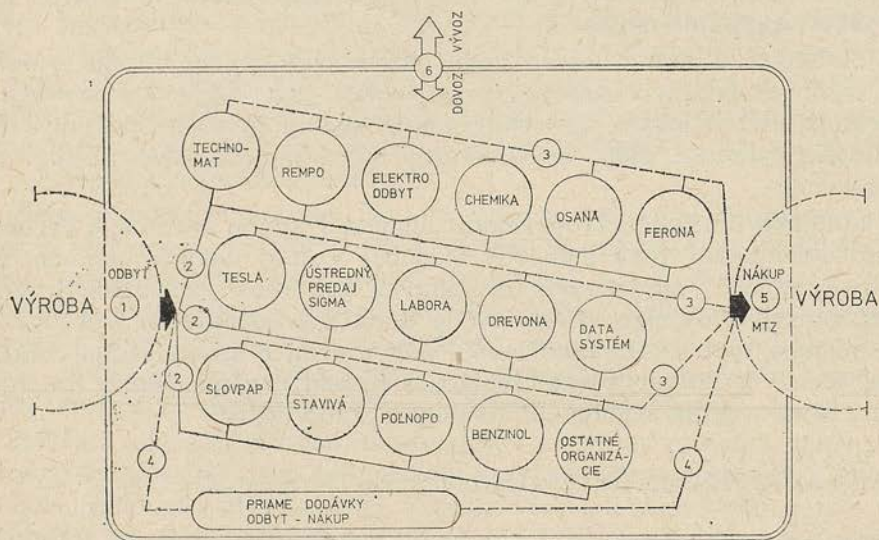 VÝVOZ
6
DOVOZ
TECHNO-
MAT
REMPO
ELEKTRO
ODBYT
CHEMIKA
3
OSANA
FERONA
ODBYT
VÝROBA
1
2
TESLA
ÚSTREDNÝ
PREDAJ
SIGMA
LABORA
DREVONA
DATA
SYSTÉM
3
NÁKUP
5
MTZ
VÝROBA
2
2
SLOVPAP
STAVIVÁ
POĽNOPO
BENZINOL
OSTATNÉ
ORGANIZÁ-
CIE
3
4
4
PRIAME DODÁVKY
ODBYT - NÁKUP